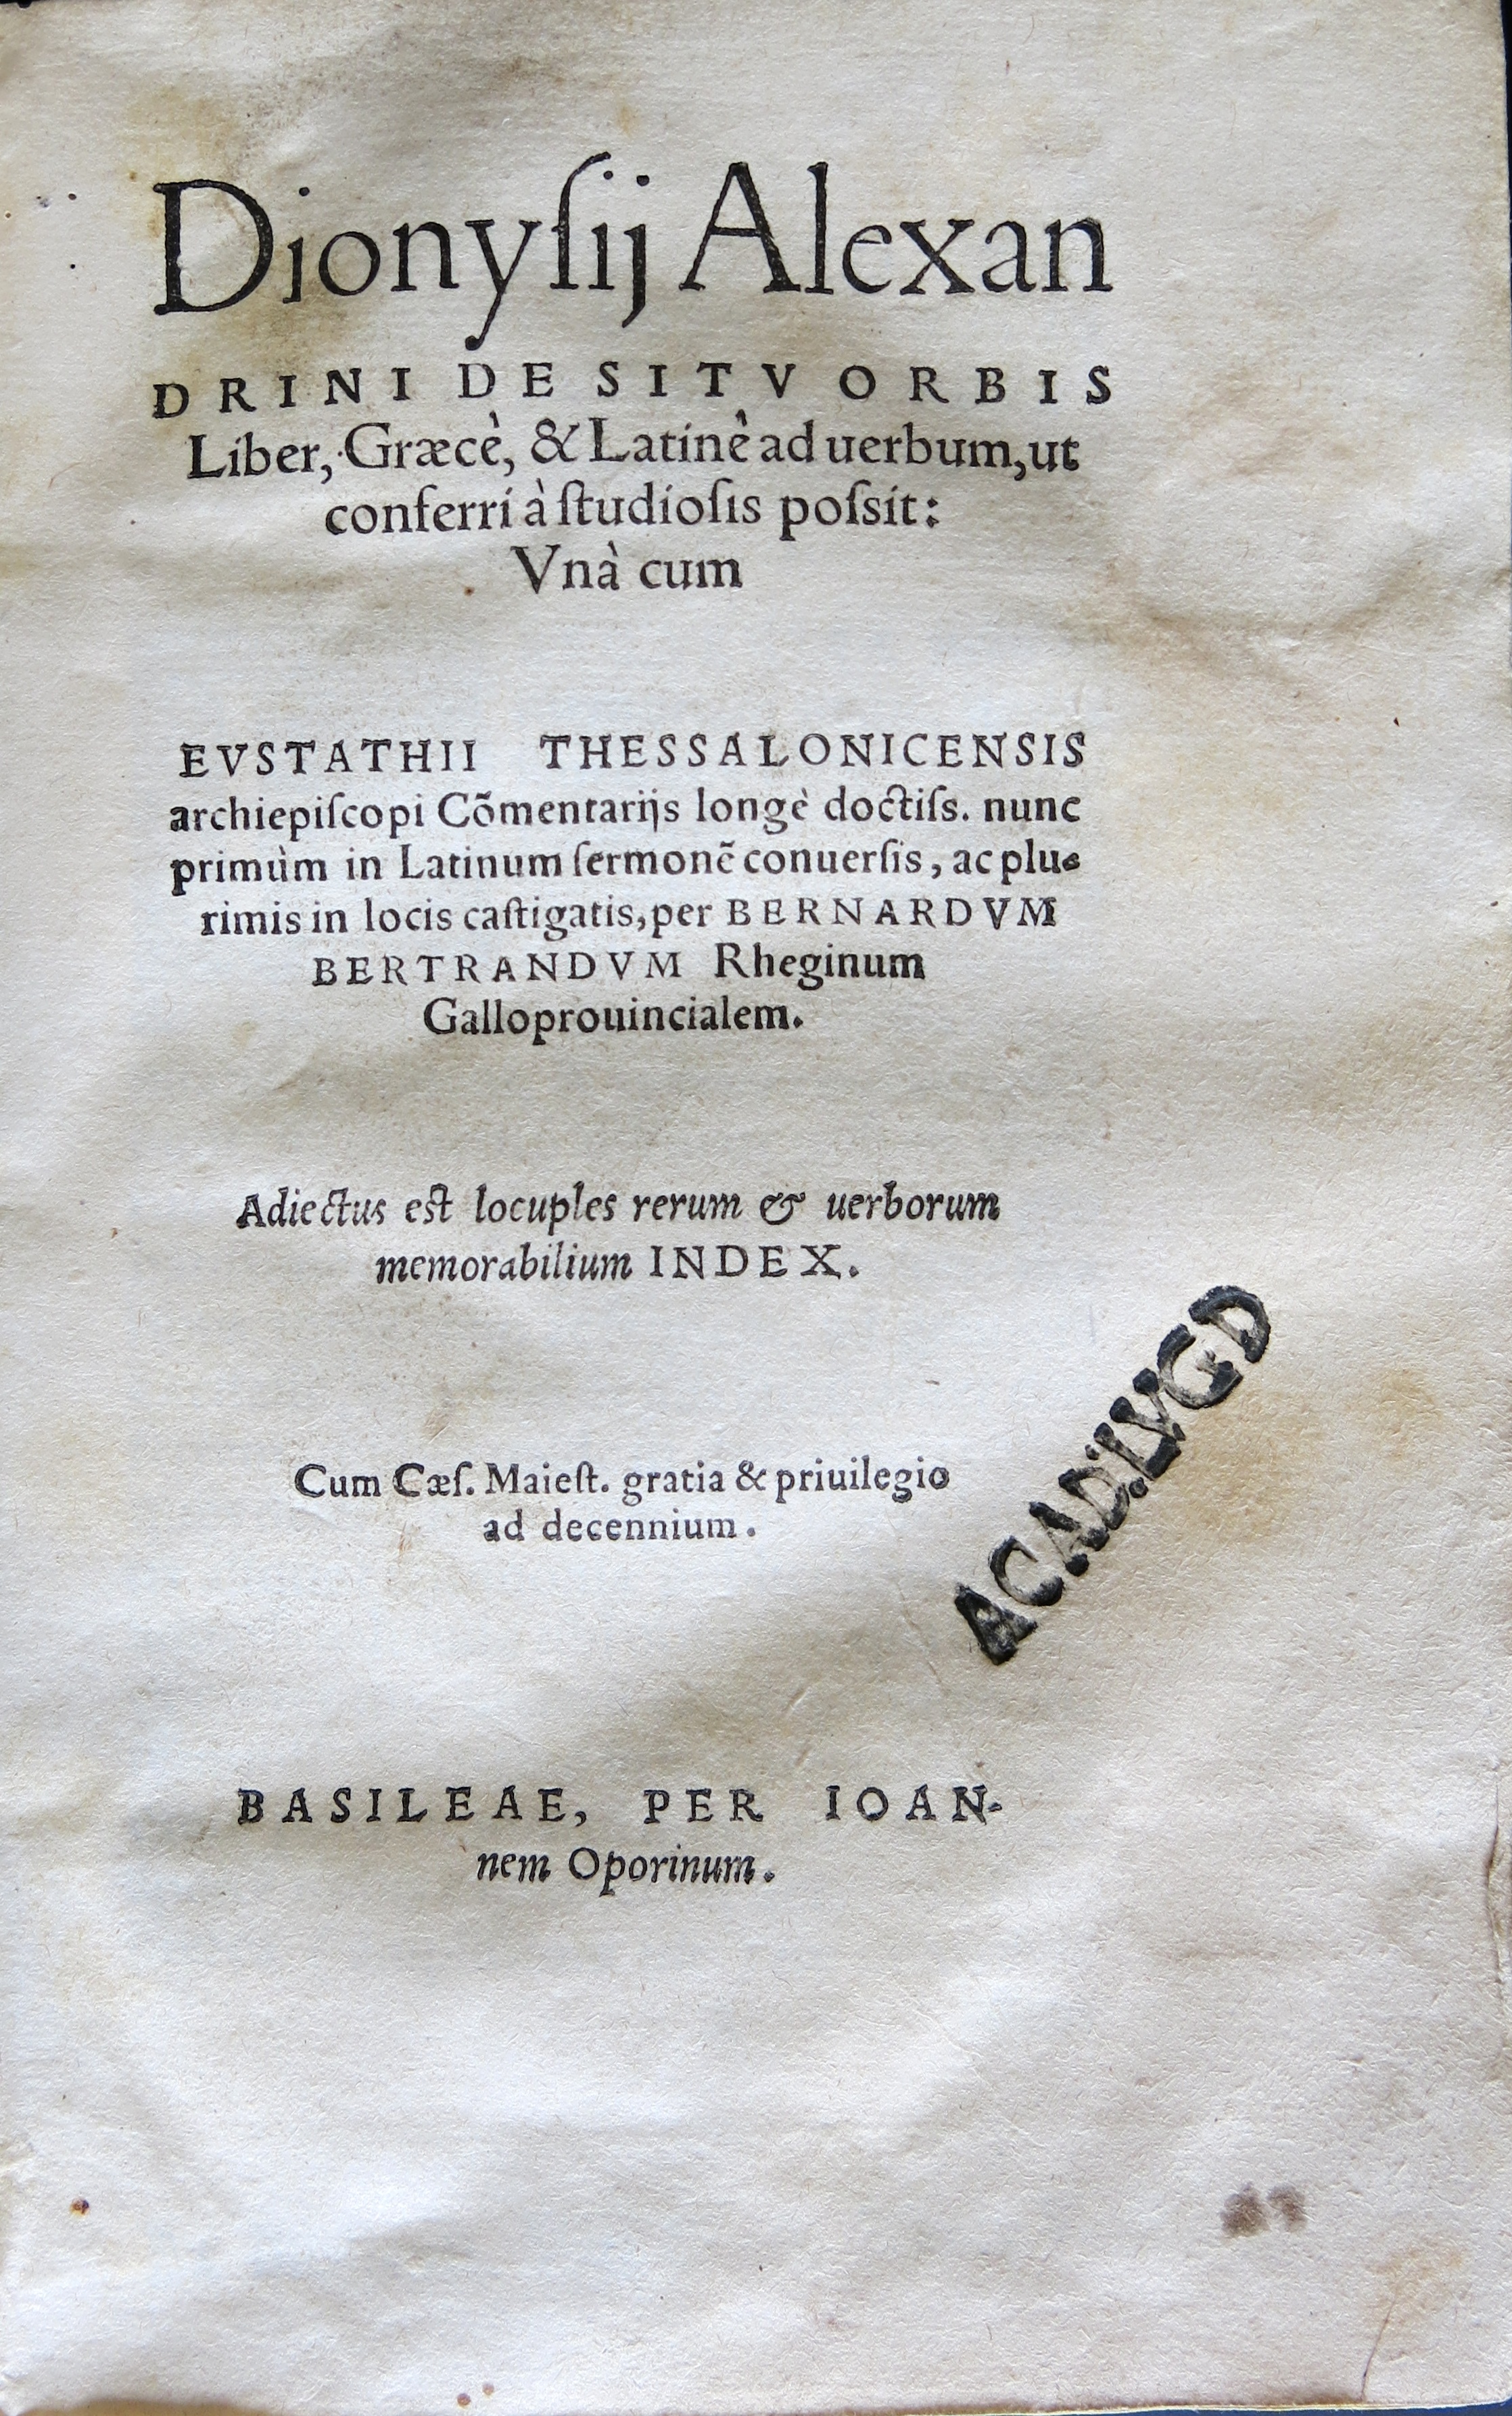 Dionyſij Alexan
DRINI DE SITV ORBIS
Liber, Græcè, & Latinè ad uerbum, ut
conferri à ſtudioſis poſsit:
Vnà cum
EVSTATHII THESSALONICENSIS
archiepiſcopi Cõmentarijs longè doctiſs. nunc
primùm in Latinum ſermonẽ conuerſis, ac plu-
rimis in locis caſtigatis, per BERNARDVM
BERTRANDVM Rheginum
Galloprouincialem.
Adiectus eſt locuples rerum & uerborum
memorabilium INDEX.
Cum Cæſ. Maieſt. gratia & priuilegio
ad decennium.
ACAD. LVGD
BASILEAE, PER IOAN-
nem Oporinum.